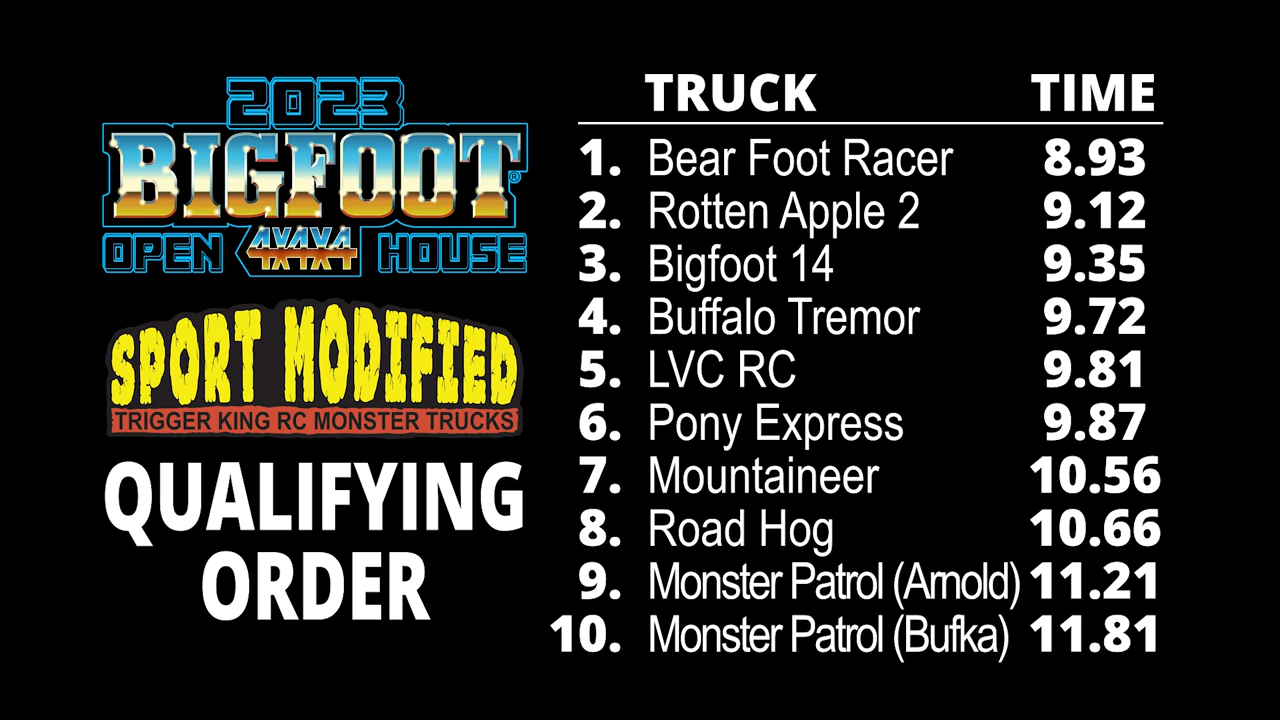 2023
BIGFOOT®
OPEN 4X4X4 HOUSE
SPORT MODIFIED
TRIGGER KING RC MONSTER TRUCKS
QUALIFYING
ORDER
TRUCK TIME
1. Bear Foot Racer 8.93
2. Rotten Apple 2 9.12
3. Bigfoot 14 9.35
4. Buffalo Tremor 9.72
5. LVC RC 9.81
6. Pony Express 9.87
7. Mountaineer 10.56
8. Road Hog 10.66
9. Monster Patrol (Arnold) 11.21
10. Monster Patrol (Bufka) 11.81